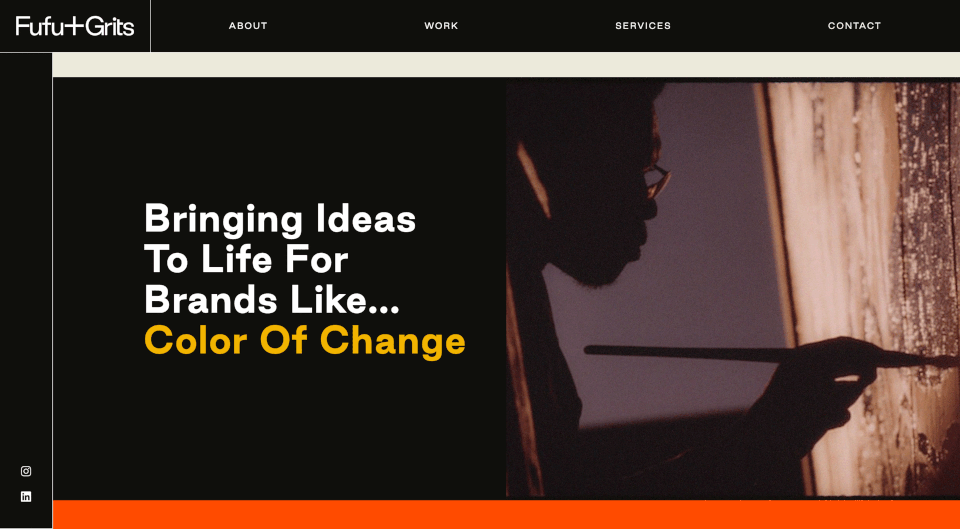 Fufu+Grits
ABOUT
WORK
SERVICES
CONTACT
Bringing Ideas
To Life For
Brands Like...
Color Of Change